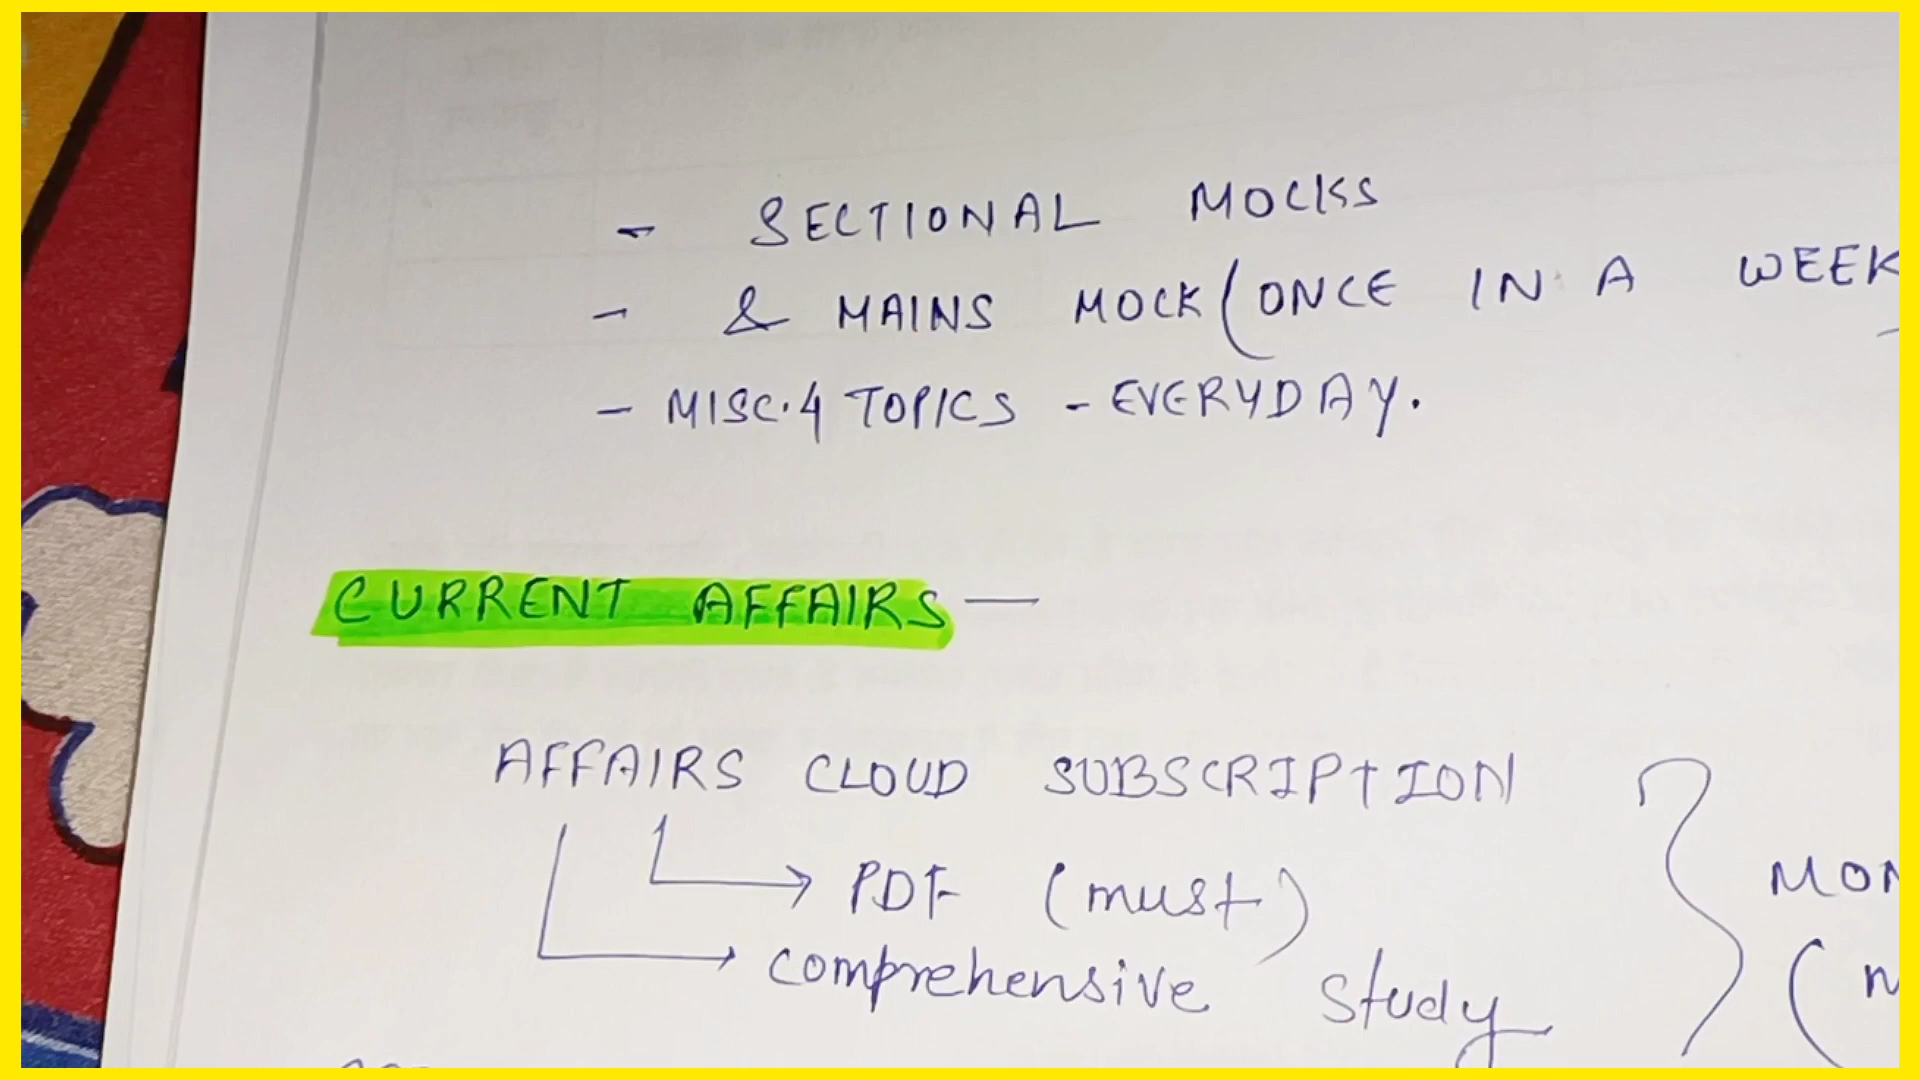 - SECTIONAL MOCKS
- & MAINS MOCK (ONCE IN A WEEK
- MISC. 4 TOPICS - EVERYDAY.
CURRENT AFFAIRS —
AFFAIRS CLOUD SUBSCRIPTION
PDF (must)
comprehensive study